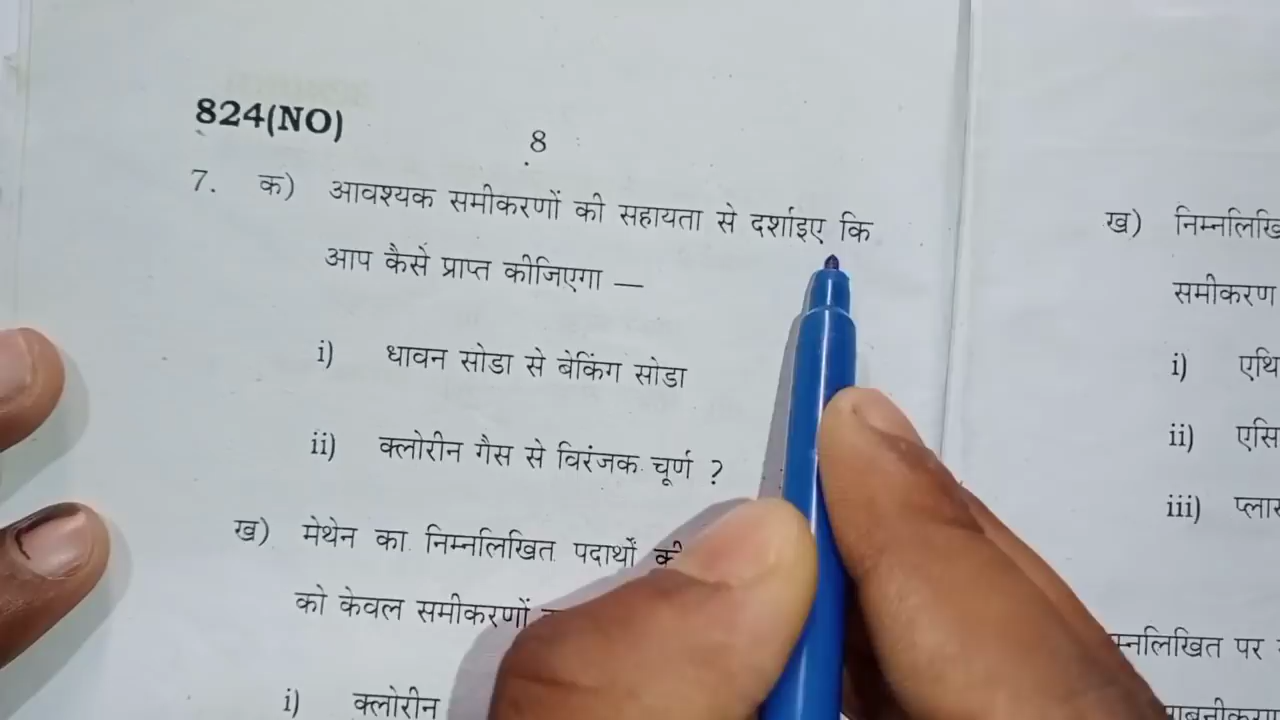 824(NO)
8
7. क) आवश्यक समीकरणों की सहायता से दर्शाइए कि
आप कैसे प्राप्त कीजिएगा —
i) धावन सोडा से बेकिंग सोडा
ii) क्लोरीन गैस से विरंजक चूर्ण ?
ख) मेथेन का निम्नलिखित पदार्थों की
को केवल समीकरणों
i) क्लोरीन
ख) निम्नलिखि
समीकरण
i) एथि
ii) एसि
iii) प्लास
म्नलिखित पर